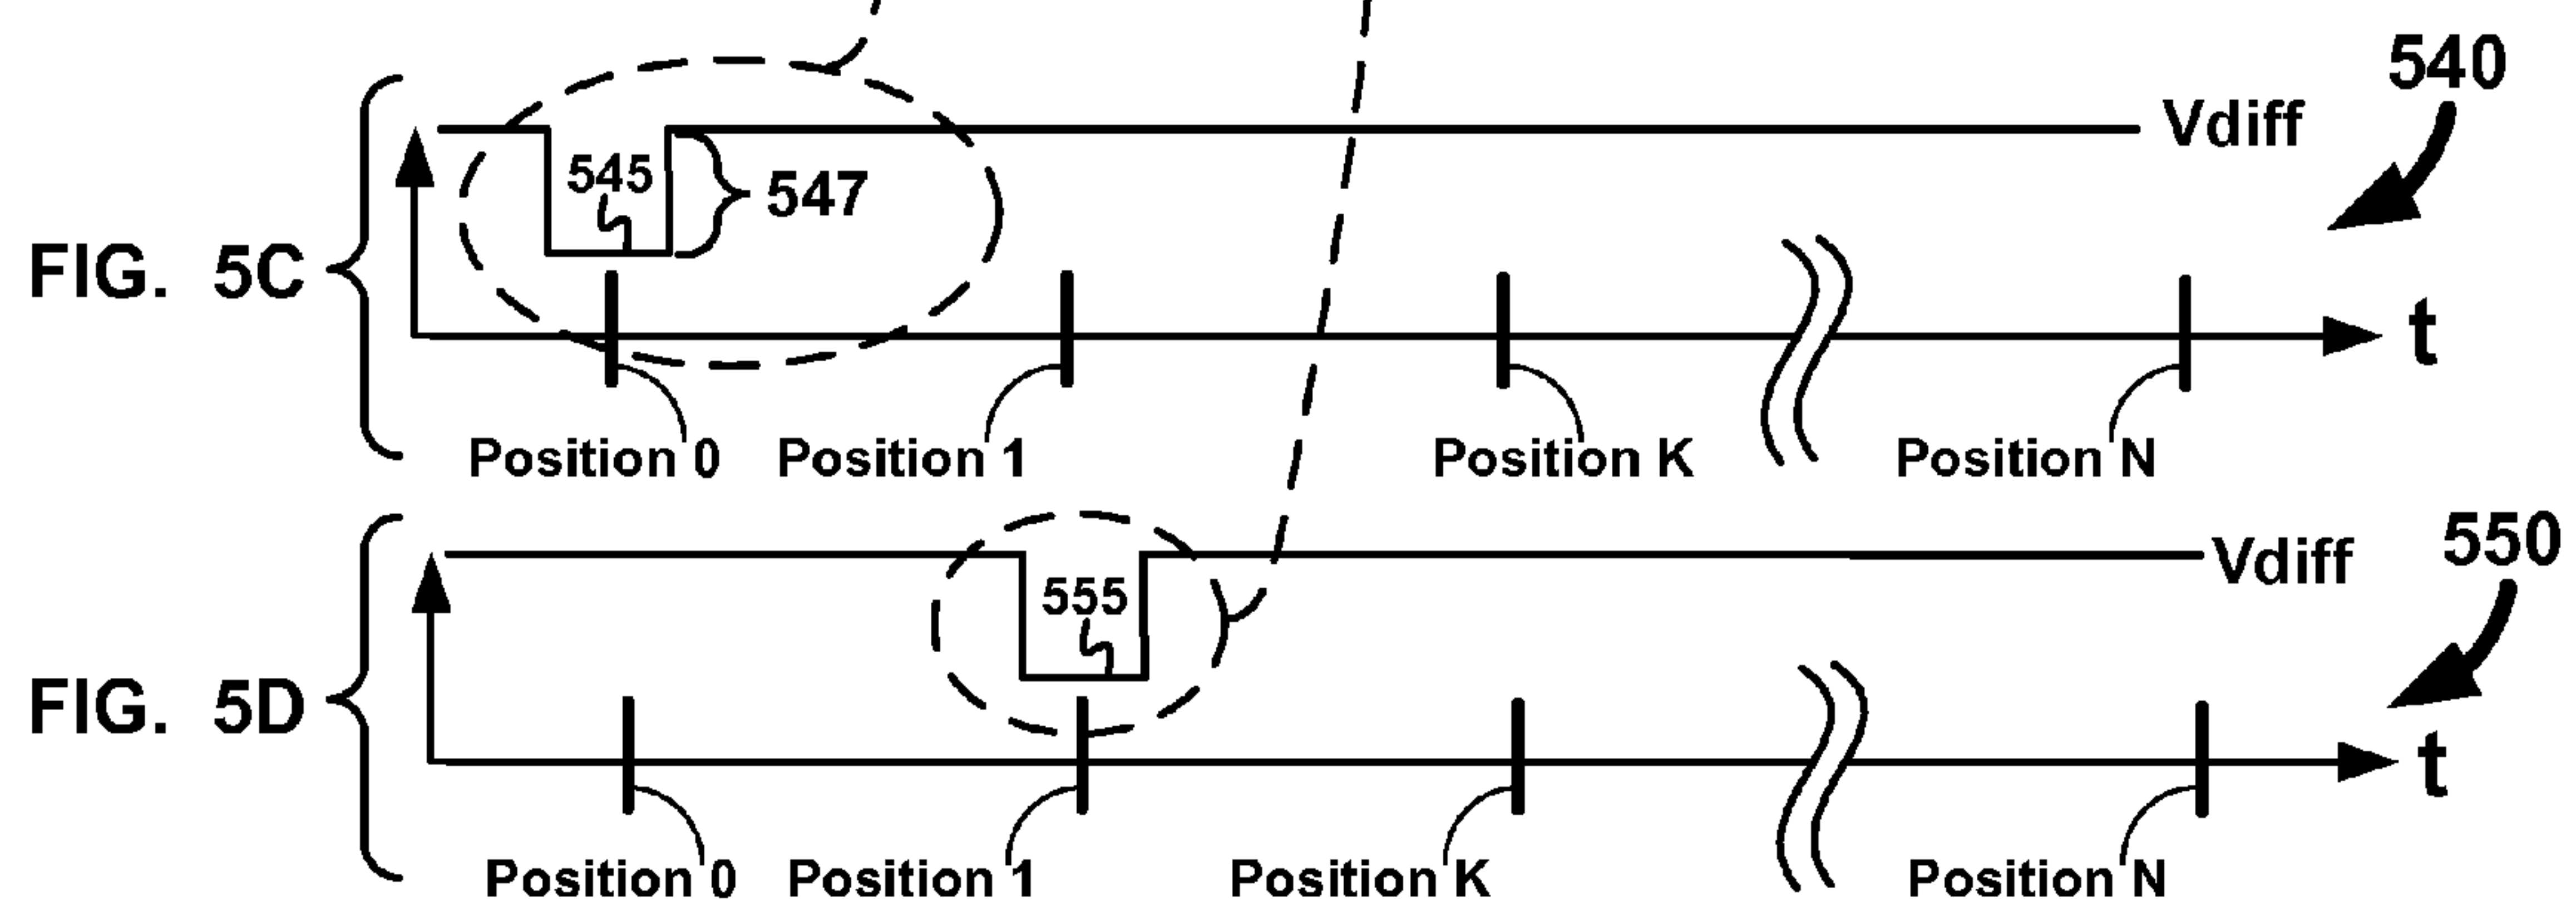 540
Vdiff
545
547
FIG. 5C
t
Position 0
Position 1
Position K
Position N
550
Vdiff
555
FIG. 5D
t
Position 0
Position 1
Position K
Position N